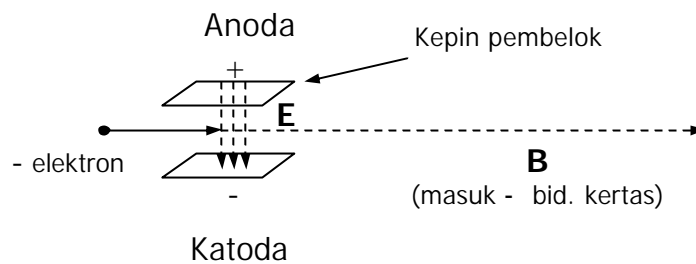 Anoda
Kepin pembelok
+
E
- elektron
B
(masuk - bid. kertas)
-
Katoda